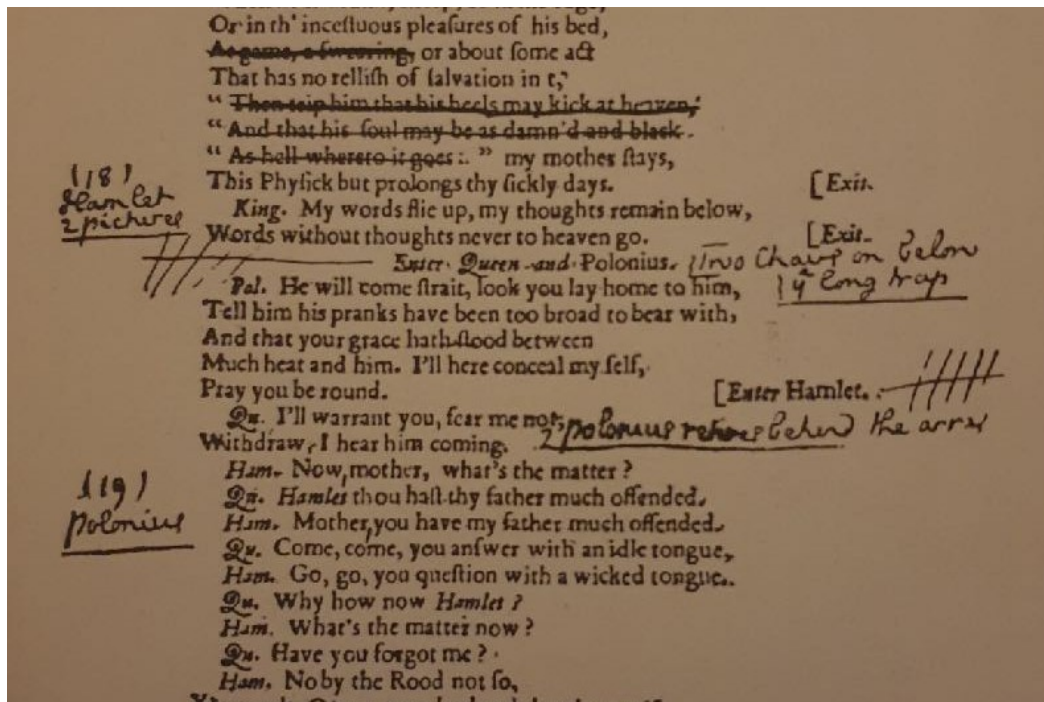 Or in th' inceſtuous pleaſures of his bed,
At game, a ſwearing, or about ſome act
That has no relliſh of ſalvation in t,
“ Then trip him that his heels may kick at heaven,
“ And that his ſoul may be as damn'd and black
“ As hell whereto it goes: ” my mother ſtays,
This Phyſick but prolongs thy ſickly days. [Exit.
(18)
Hamlet
2 pictures
King. My words flie up, my thoughts remain below,
Words without thoughts never to heaven go. [Exit.
Enter Queen and Polonius. Two Chairs on below
yͤ long trap
Pol. He will come ſtrait, look you lay home to him,
Tell him his pranks have been too broad to bear with,
And that your grace hath ſtood between
Much heat and him. I'll here conceal my ſelf,
Pray you be round. [Enter Hamlet.
Qu. I'll warrant you, fear me not,
Withdraw, I hear him coming. polonius retires behind the arras
Ham. Now, mother, what's the matter ?
(19)
Polonius
Qu. Hamlet thou haſt thy father much offended.
Ham. Mother, you have my father much offended.
Qu. Come, come, you anſwer with an idle tongue,
Ham. Go, go, you queſtion with a wicked tongue.
Qu. Why how now Hamlet ?
Ham. What's the matter now ?
Qu. Have you forgot me ?
Ham. No by the Rood not ſo,